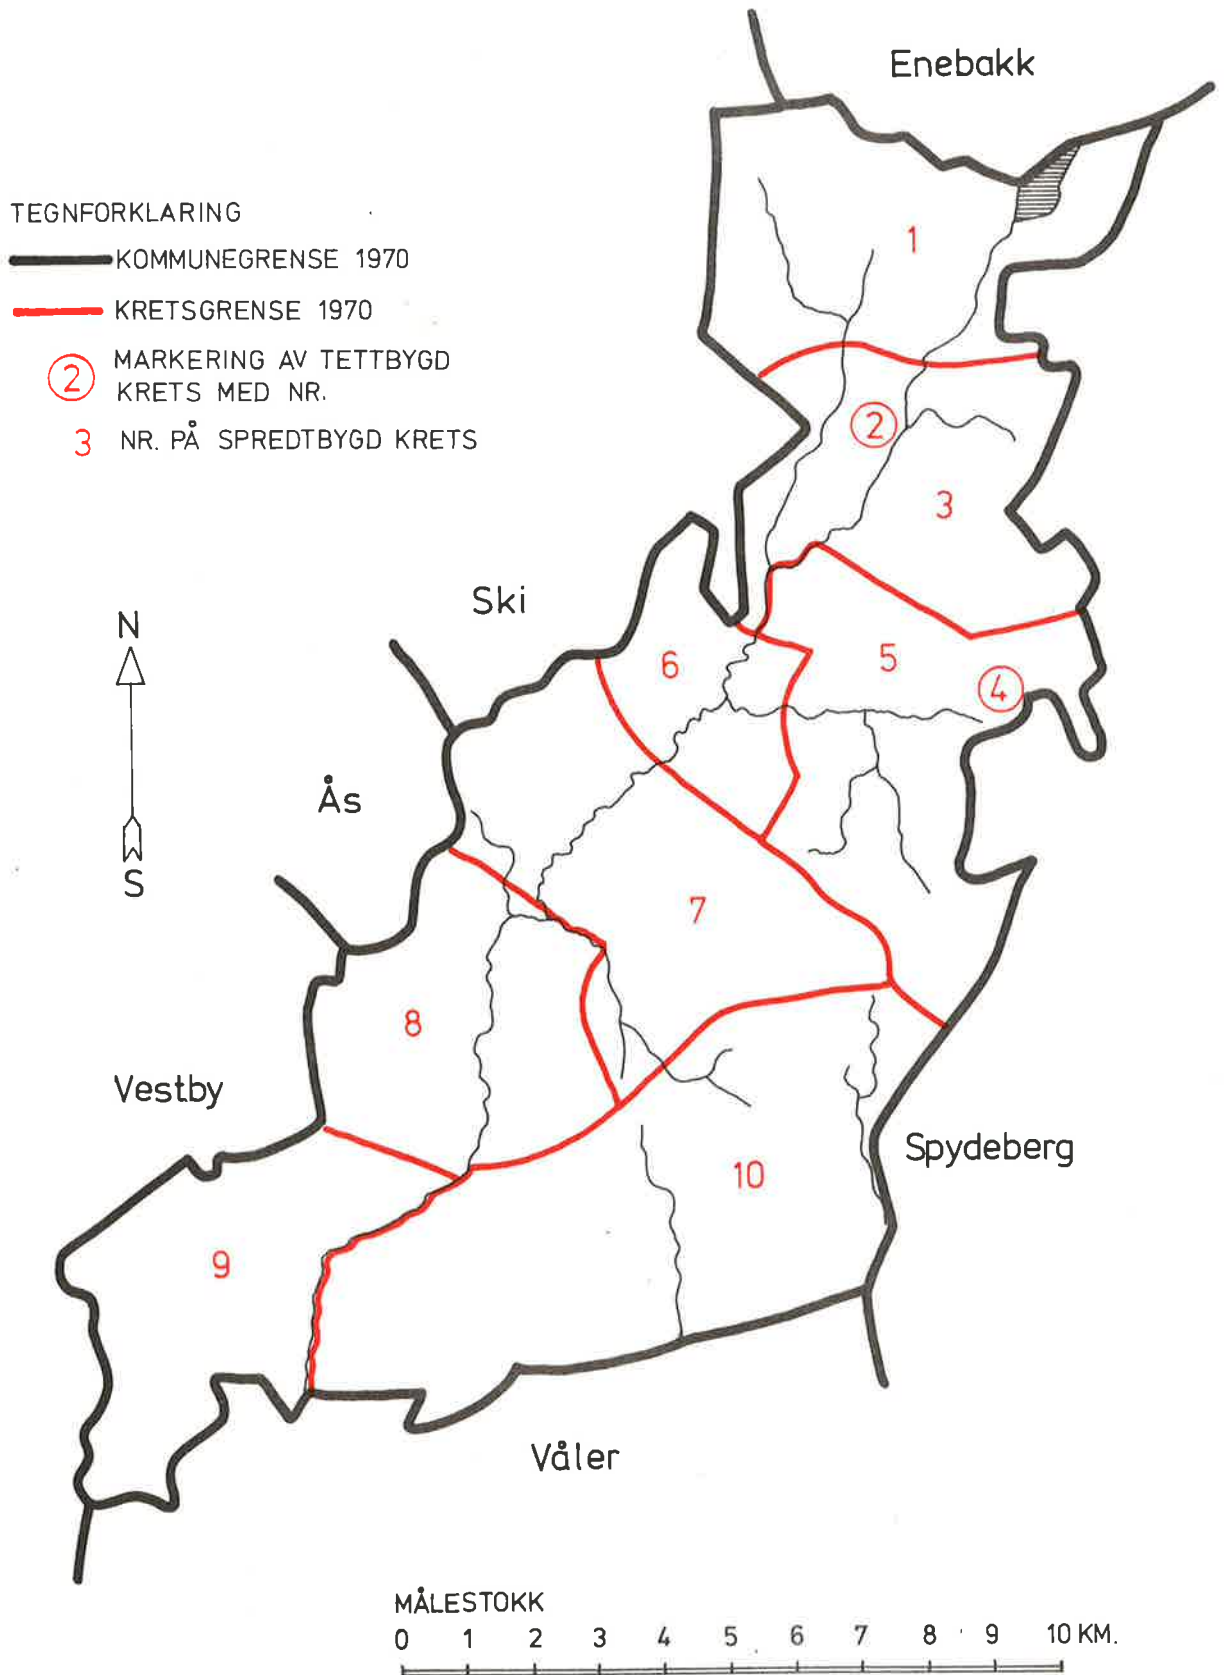 Enebakk
TEGNFORKLARING
KOMMUNEGRENSE 1970
KRETSGRENSE 1970
2 MARKERING AV TETTBYGD
KRETS MED NR.
3 NR. PÅ SPREDTBYGD KRETS
1
2
3
Ski
N
6
5
4
Ås
S
7
8
Vestby
Spydeberg
10
9
Våler
MÅLESTOKK
0 1 2 3 4 5 6 7 8 9 10 KM.